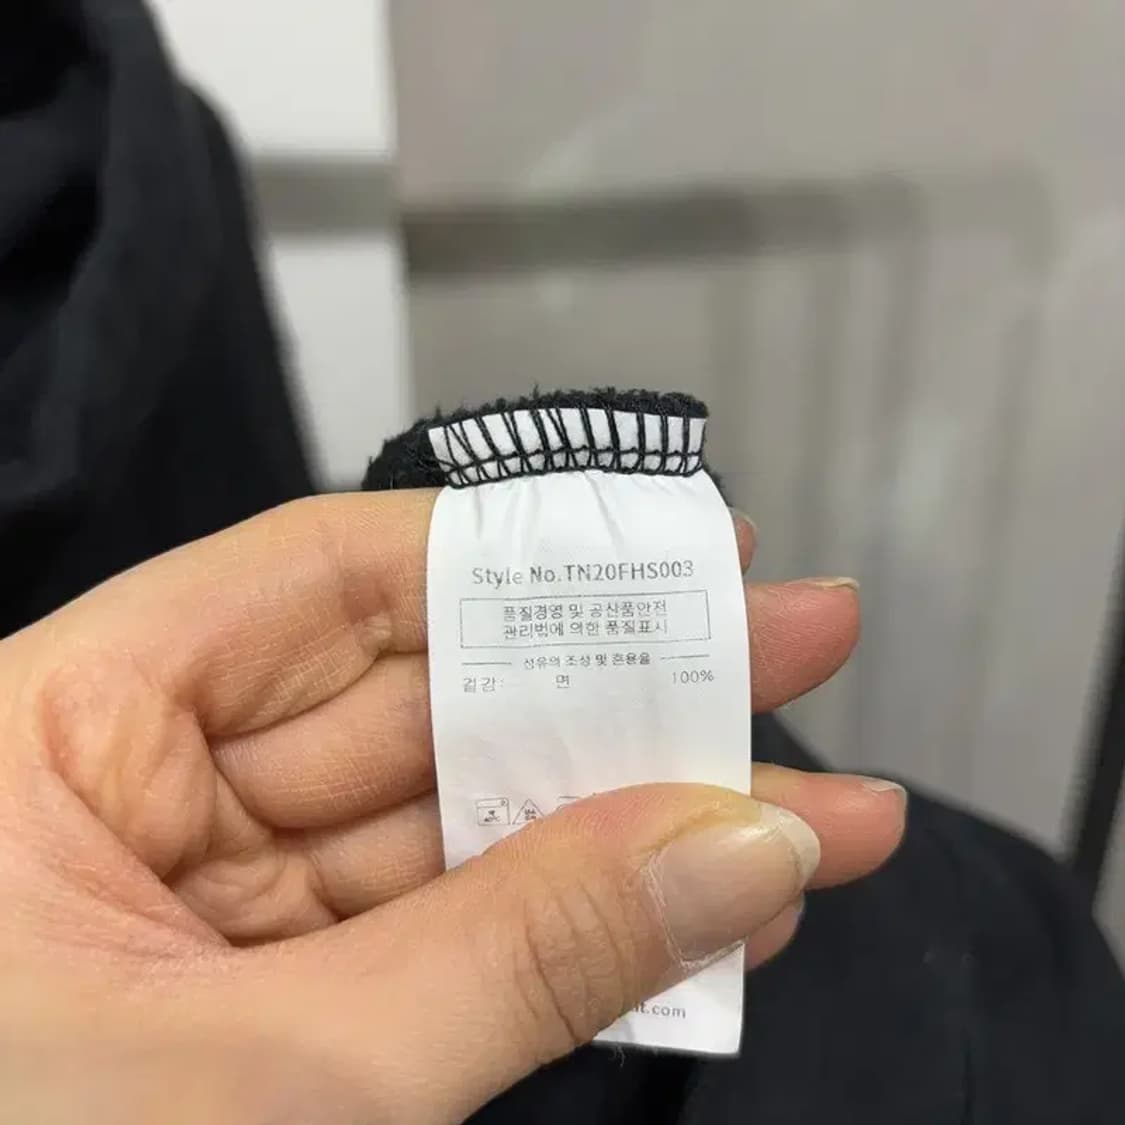 Style No.TN20FHS003
품질경영 및 공산품안전
관리법에 의한 품질표시
섬유의 조성 및 혼용율
겉감: 면 100%